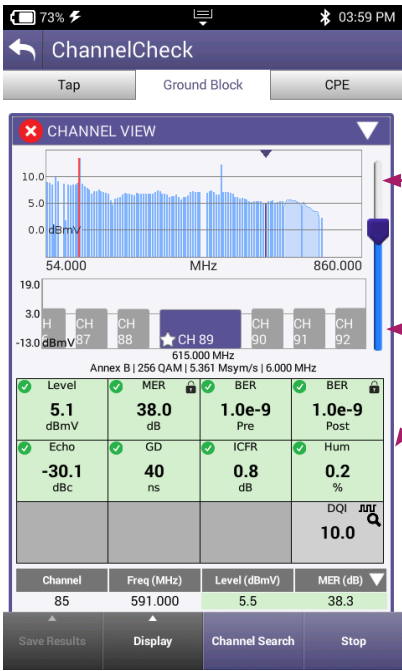 73% 03:59 PM
ChannelCheck
Tap Ground Block CPE
CHANNEL VIEW
10.0
5.0
0.0 dBmV
54.000 MHz 860.000
19.0
3.0
-13.0 dBmV
H CH CH CH CH CH
87 88 CH 89 90 91 92
615.000 MHz
Annex B | 256 QAM | 5.361 Msym/s | 6.000 MHz
Level MER BER BER
5.1 38.0 1.0e-9 1.0e-9
dBmV dB Pre Post
Echo GD ICFR Hum
-30.1 40 0.8 0.2
dBc ns dB %
DQI
10.0
Channel Freq (MHz) Level (dBmV) MER (dB)
85 591.000 5.5 38.3
Save Results Display Channel Search Stop